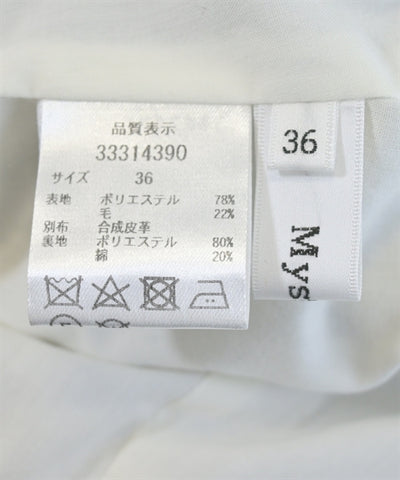 品質表示
33314390
サイズ 36
表地 ポリエステル 78%
毛 22%
別布 合成皮革
裏地 ポリエステル 80%
綿 20%
36
Mys